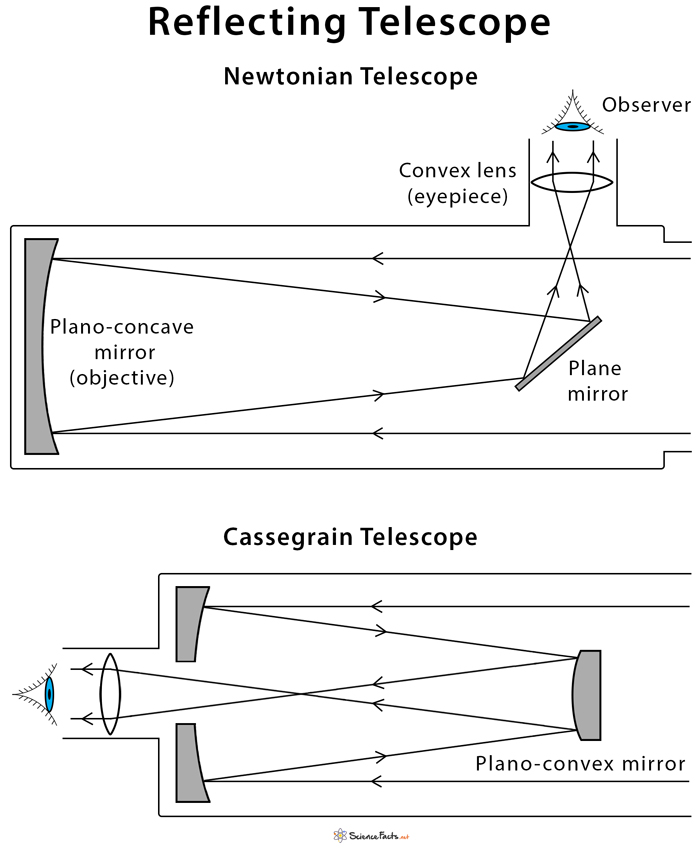 Reflecting Telescope
Newtonian Telescope
Observer
Convex lens
(eyepiece)
Plano-concave
mirror
(objective)
Plane
mirror
Cassegrain Telescope
Plano-convex mirror
ScienceFacts.net